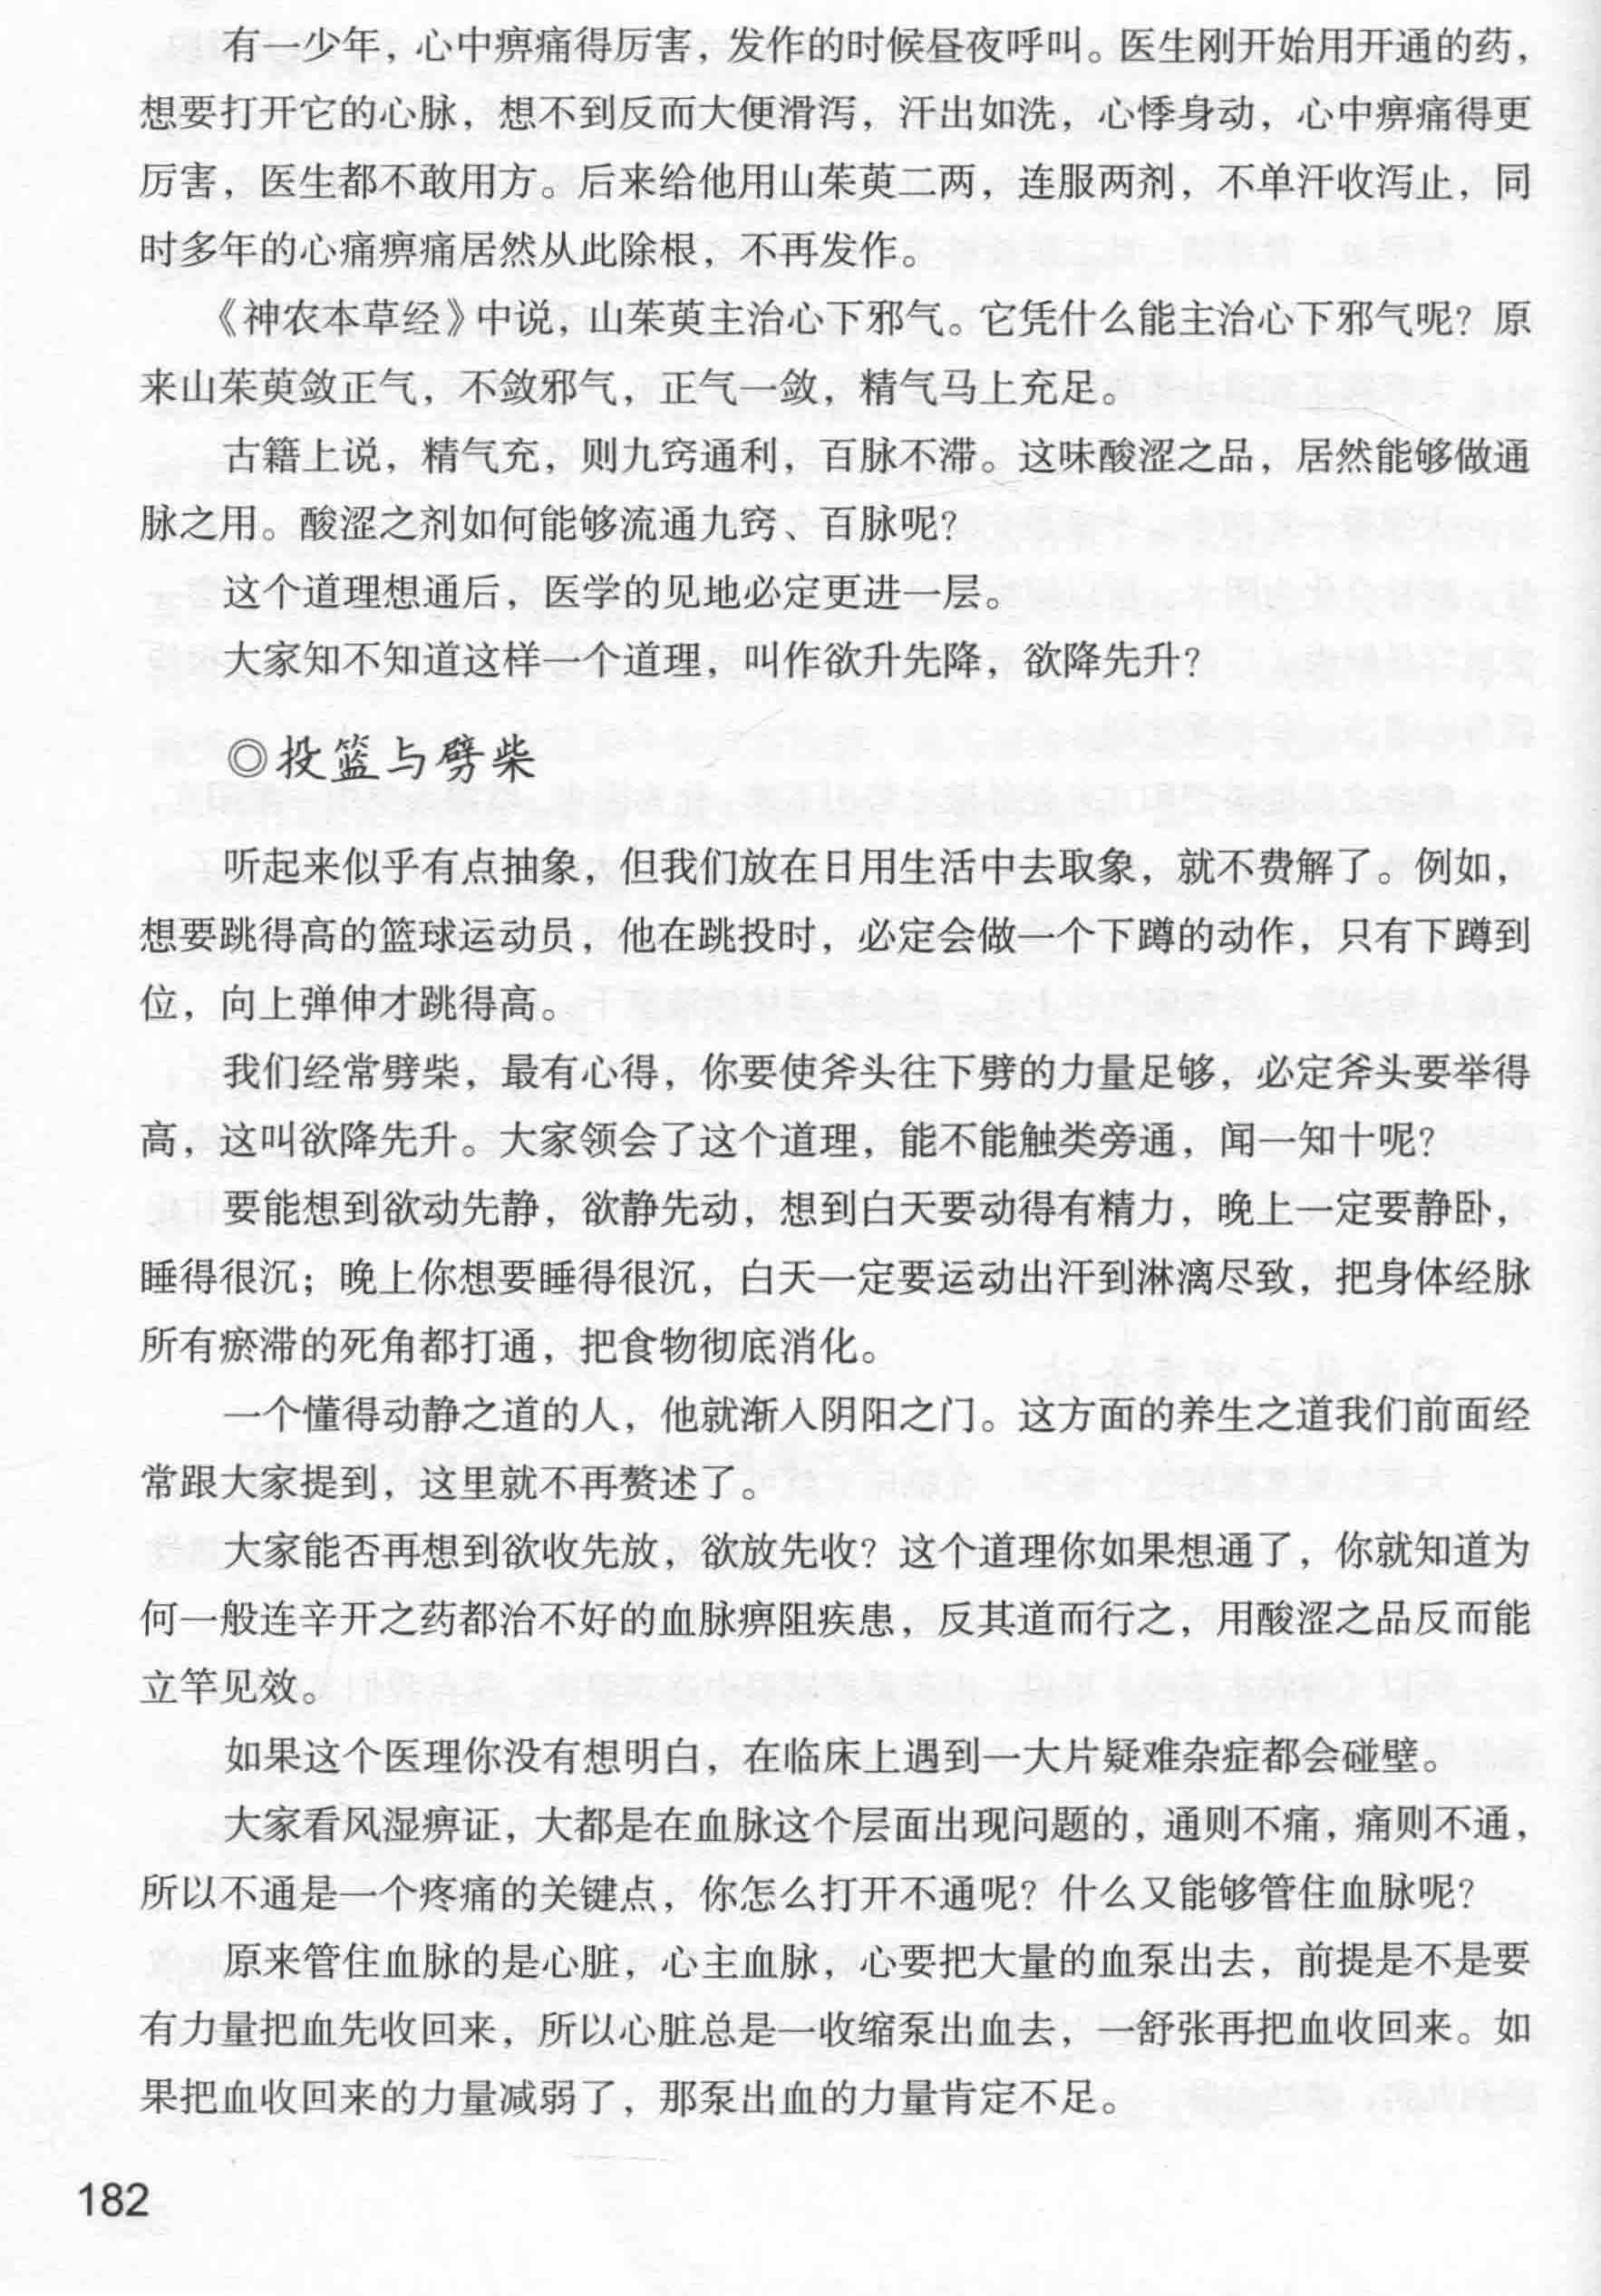 有一少年，心中痹痛得厉害，发作的时候昼夜呼叫。医生刚开始用开通的药，
想要打开它的心脉，想不到反而大便滑泻，汗出如洗，心悸身动，心中痹痛得更
厉害，医生都不敢用方。后来给他用山茱萸二两，连服两剂，不单汗收泻止，同
时多年的心痛痹痛居然从此除根，不再发作。
《神农本草经》中说，山茱萸主治心下邪气。它凭什么能主治心下邪气呢？原
来山茱萸敛正气，不敛邪气，正气一敛，精气马上充足。
古籍上说，精气充，则九窍通利，百脉不滞。这味酸涩之品，居然能够做通
脉之用。酸涩之剂如何能够流通九窍、百脉呢？
这个道理想通后，医学的见地必定更进一层。
大家知不知道这样一个道理，叫作欲升先降，欲降先升？
◎投篮与劈柴
听起来似乎有点抽象，但我们放在日用生活中去取象，就不费解了。例如，
想要跳得高的篮球运动员，他在跳投时，必定会做一个下蹲的动作，只有下蹲到
位，向上弹伸才跳得高。
我们经常劈柴，最有心得，你要使斧头往下劈的力量足够，必定斧头要举得
高，这叫欲降先升。大家领会了这个道理，能不能触类旁通，闻一知十呢？
要能想到欲动先静，欲静先动，想到白天要动得有精力，晚上一定要静卧，
睡得很沉；晚上你想要睡得很沉，白天一定要运动出汗到淋漓尽致，把身体经脉
所有瘀滞的死角都打通，把食物彻底消化。
一个懂得动静之道的人，他就渐入阴阳之门。这方面的养生之道我们前面经
常跟大家提到，这里就不再赘述了。
大家能否再想到欲收先放，欲放先收？这个道理你如果想通了，你就知道为
何一般连辛开之药都治不好的血脉痹阻疾患，反其道而行之，用酸涩之品反而能
立竿见效。
如果这个医理你没有想明白，在临床上遇到一大片疑难杂症都会碰壁。
大家看风湿痹证，大都是在血脉这个层面出现问题的，通则不痛，痛则不通，
所以不通是一个疼痛的关键点，你怎么打开不通呢？什么又能够管住血脉呢？
原来管住血脉的是心脏，心主血脉，心要把大量的血泵出去，前提是不是要
有力量把血先收回来，所以心脏总是一收缩泵出血去，一舒张再把血收回来。如
果把血收回来的力量减弱了，那泵出血的力量肯定不足。
182